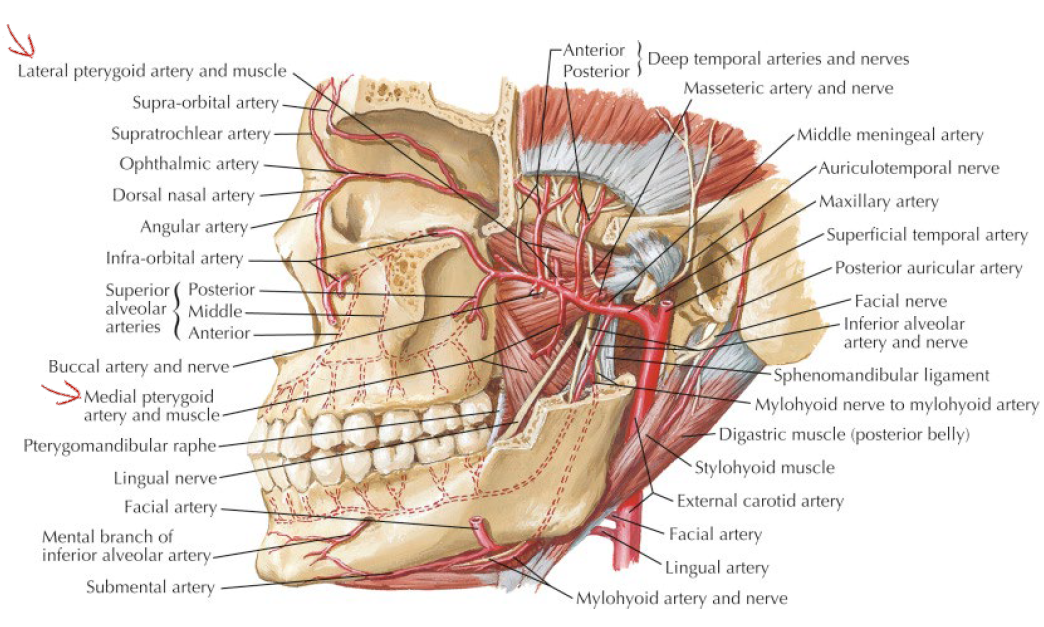 Lateral pterygoid artery and muscle
Supra-orbital artery
Supratrochlear artery
Ophthalmic artery
Dorsal nasal artery
Angular artery
Infra-orbital artery
Superior
alveolar
arteries
Posterior
Middle
Anterior
Buccal artery and nerve
Medial pterygoid
artery and muscle
Pterygomandibular raphe
Lingual nerve
Facial artery
Mental branch of
inferior alveolar artery
Submental artery
Anterior
Posterior
Deep temporal arteries and nerves
Masseteric artery and nerve
Middle meningeal artery
Auriculotemporal nerve
Maxillary artery
Superficial temporal artery
Posterior auricular artery
Facial nerve
Inferior alveolar
artery and nerve
Sphenomandibular ligament
Mylohyoid nerve to mylohyoid artery
Digastric muscle (posterior belly)
Stylohyoid muscle
External carotid artery
Facial artery
Lingual artery
Mylohyoid artery and nerve